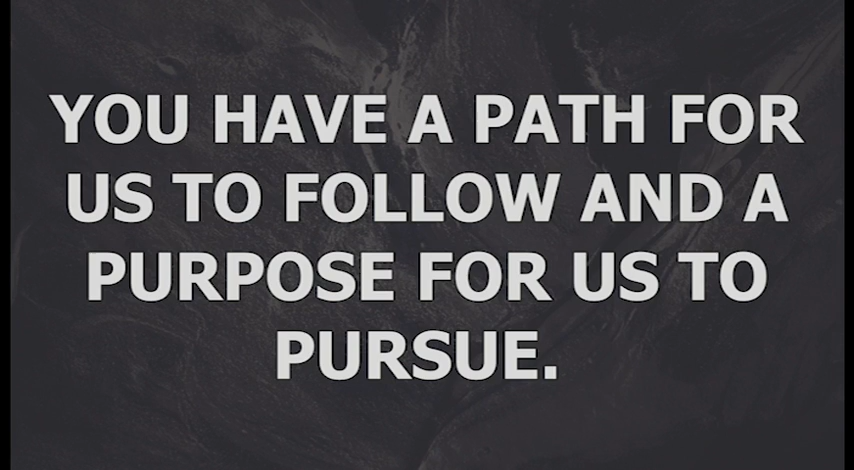 YOU HAVE A PATH FOR
US TO FOLLOW AND A
PURPOSE FOR US TO
PURSUE.